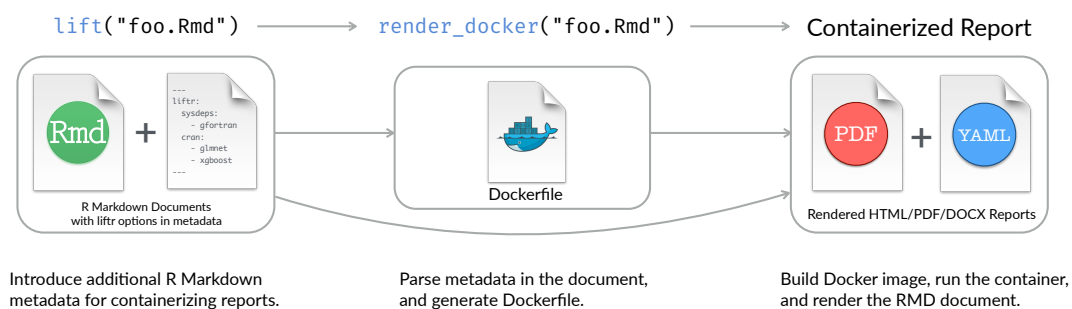 lift("foo.Rmd")
render_docker("foo.Rmd")
Containerized Report
Rmd
+
---
liftr:
  sysdeps:
    - gfortran
  cran:
    - glmnet
    - xgboost
---
R Markdown Documents
with liftr options in metadata
Dockerfile
PDF
+
YAML
Rendered HTML/PDF/DOCX Reports
Introduce additional R Markdown
metadata for containerizing reports.
Parse metadata in the document,
and generate Dockerfile.
Build Docker image, run the container,
and render the RMD document.